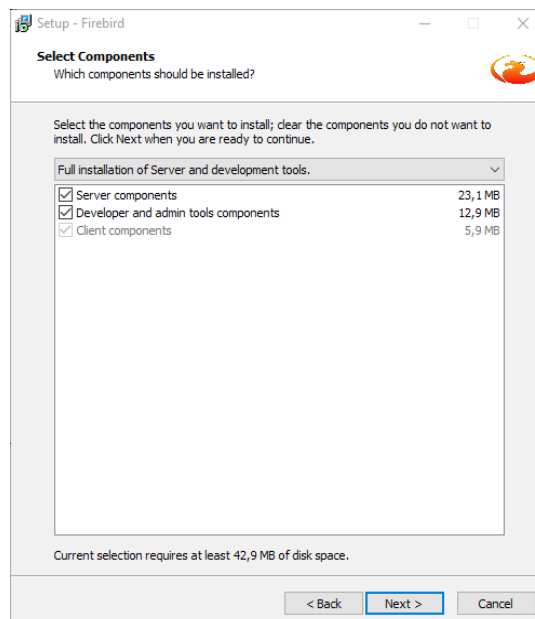 Setup - Firebird
Select Components
Which components should be installed?
Select the components you want to install; clear the components you do not want to
install. Click Next when you are ready to continue.
Full installation of Server and development tools.
Server components 23,1 MB
Developer and admin tools components 12,9 MB
Client components 5,9 MB
Current selection requires at least 42,9 MB of disk space.
< Back Next > Cancel